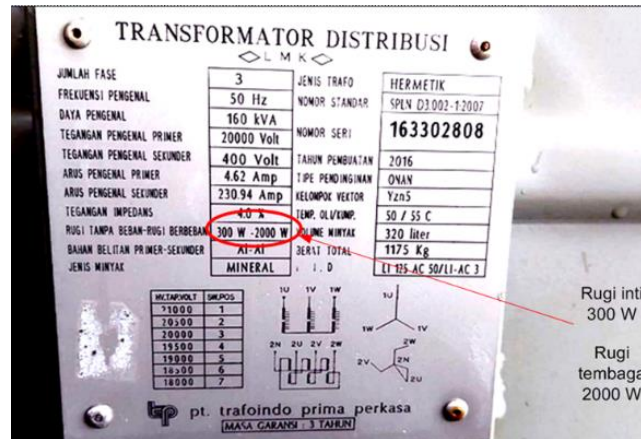 TRANSFORMATOR DISTRIBUSI
L M K
JUMLAH FASE 3 JENIS TRAFO HERMETIK
FREKUENSI PENGENAL 50 Hz NOMOR STANDAR SPLN D3.002-1:2007
DAYA PENGENAL 160 kVA
TEGANGAN PENGENAL PRIMER 20000 Volt NOMOR SERI 163302808
TEGANGAN PENGENAL SEKUNDER 400 Volt TAHUN PEMBUATAN 2016
ARUS PENGENAL PRIMER 4.62 Amp TIPE PENDINGINAN ONAN
ARUS PENGENAL SEKUNDER 230.94 Amp KELOMPOK VEKTOR Yzn5
TEGANGAN IMPEDANS 4.0 % TEMP. OLI/KUMP. 50 / 55 C
RUGI TANPA BEBAN-RUGI BERBEBAN 300 W -2000 W VOLUME MINYAK 320 liter
BAHAN BELITAN PRIMER-SEKUNDER Al-Al BERAT TOTAL 1175 Kg
JENIS MINYAK MINERAL I . D LI 125 AC 50/LI-AC 3
HV.TAP.VOLT SW.POS
21000 1
20500 2
20000 3
19500 4
19000 5
18500 6
18000 7
1U 1V 1W
2N 2U 2V 2W
1U
1W 1V
2W
2V 2N
2U
Rugi inti
300 W
Rugi
tembaga
2000 W
pt. trafoindo prima perkasa
MASA GARANSI : 3 TAHUN